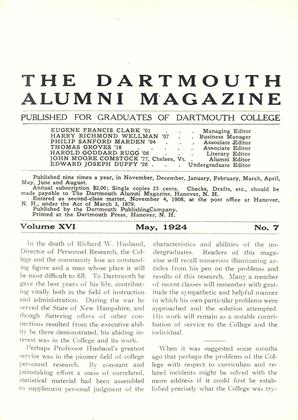 THE DARTMOUTH
ALUMNI MAGAZINE
PUBLISHED FOR GRADUATES OF DARTMOUTH COLLEGE
EUGENE FRANCIS CLARK '01 . . Managing Editor
HARRY RICHMOND WELLMAN '07 . Business Manager
PHILIP SANFORD MARDEN '94 . . Associate Editor
THOMAS GROVES '18 . . Associate Editor
HAROLD GODDARD RUGG '06 . . Literary Editor
JOHN MOORE COMSTOCK '77, Chelsea, Vt. . Alumni Editor
EDWARD JOSEPH DUFFY '26 . . Undergraduate Editor
Published nine times a year, in November, December, January, February, March, April,
May, June and August.
Annual subscription $2.00; Single copies 25 cents. Checks, Drafts, etc., should be
made payable to The Dartmouth Alumni Magazine, Hanover, N. H.
Entered as second-class matter, November 4, 1908, at the post office at Hanover,
N. H., under the Act of March 3, 1879.
Published by the Dartmouth Publishing Company,
Printed at the Dartmouth Press, Hanover, N. H.
Volume XVI May, 1924 No. 7
In the death of Richard W. Husband,
Director of Personnel Research, the Col-
lege and the community lose an outstand-
ing figure and a man whose place it will
be most difficult to fill. To Dartmouth he
gave the best years of his life, contribut-
ing vitally both in the field of instruction
and administration. During the war he
served the State of New Hampshire, and
though flattering offers of other con-
nections resulted from the executive abil-
ity he there demonstrated, his abiding in-
terest was in the College and its work.
Perhaps Professor Husband's greatest
service was in the pioneer field of college
personnel research. By constant and
painstaking effort a mass of correlated,
statistical material had been assembled
to supplement personal judgment of the
characteristics and abilities of the un-
dergraduates. Readers of this maga-
zine will recall numerous illuminating ar-
ticles from his pen on the problems and
results of this research. Many a member
of recent classes will remember with grat-
itude the sympathetic interest and manner
in which his own particular problems were
approached and the solution attempted.
His work will remain as a notable contri-
bution of service to the College and the
individual.
When it was suggested some months
ago that perhaps the problems of the Col-
lege with respect to curriculum and re-
lated incidents might be solved with the
more address if it could first be estab-
lished precisely what the College was try-